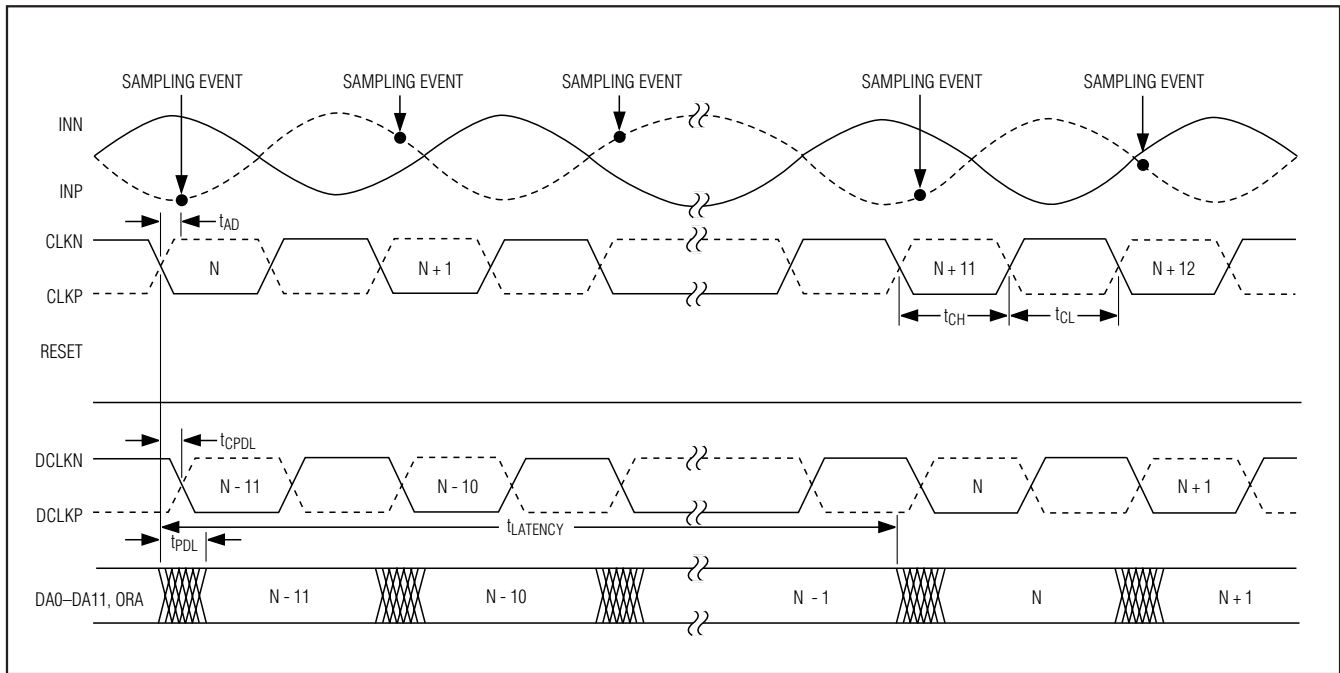 SAMPLING EVENT SAMPLING EVENT SAMPLING EVENT SAMPLING EVENT SAMPLING EVENT
INN
INP
tAD
CLKN
N N + 1 N + 11 N + 12
CLKP
tCH tCL
RESET
tCPDL
DCLKN
N - 11 N - 10 N N + 1
DCLKP
tLATENCY
tPDL
DA0–DA11, ORA N - 11 N - 10 N - 1 N N + 1